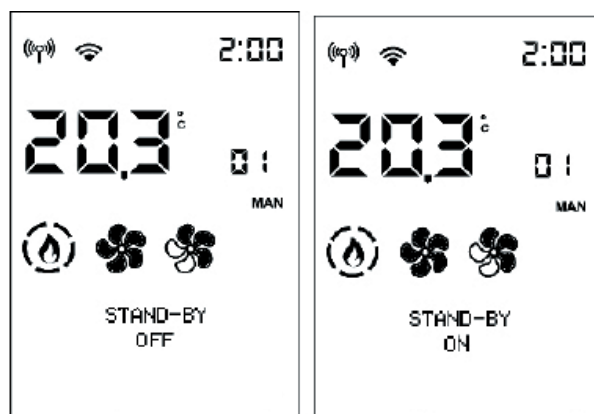 2:00
20.3 °c
01
MAN
STAND-BY
OFF
2:00
20.3 °c
01
MAN
STAND-BY
ON